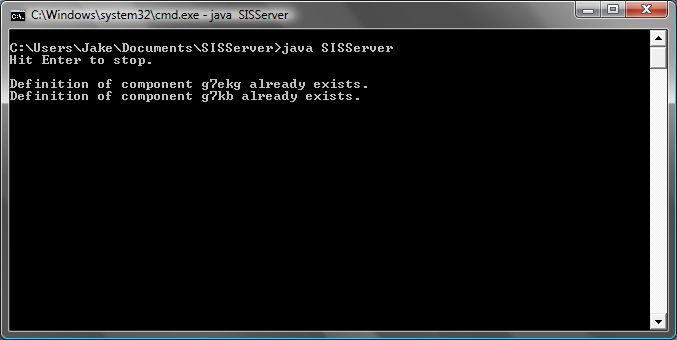 C:\Windows\system32\cmd.exe - java  SISServer
C:\Users\Jake\Documents\SISServer>java SISServer
Hit Enter to stop.
Definition of component g7ekg already exists.
Definition of component g7kb already exists.